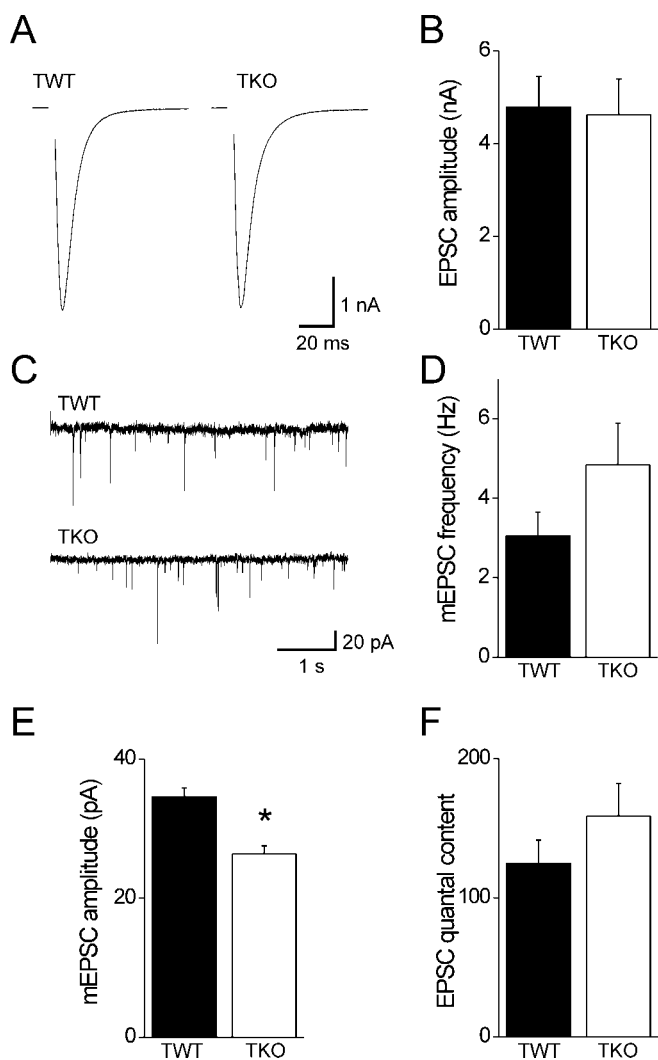 A
TWT
TKO
1 nA
20 ms
B
EPSC amplitude (nA)
6
4
2
0
TWT
TKO
C
TWT
TKO
20 pA
1 s
D
mEPSC frequency (Hz)
6
4
2
0
TWT
TKO
E
mEPSC amplitude (pA)
40
20
0
*
TWT
TKO
F
EPSC quantal content
200
100
0
TWT
TKO